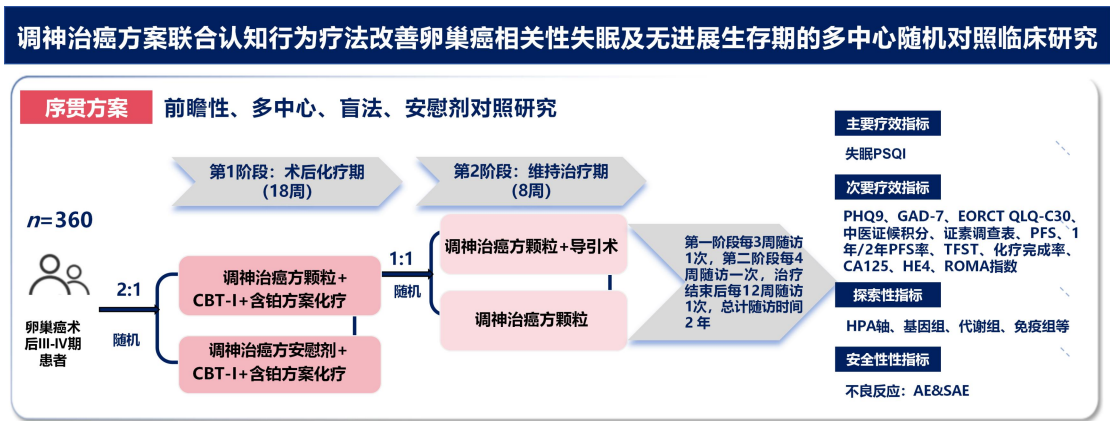 调神治癌方案联合认知行为疗法改善卵巢癌相关性失眠及无进展生存期的多中心随机对照临床研究
序贯方案
前瞻性、多中心、盲法、安慰剂对照研究
n=360
卵巢癌术
后III-IV期
患者
2:1
随机
第1阶段：术后化疗期
（18周）
调神治癌方颗粒+
CBT-I+含铂方案化疗
调神治癌方安慰剂+
CBT-I+含铂方案化疗
1:1
随机
第2阶段：维持治疗期
（8周）
调神治癌方颗粒+导引术
调神治癌方颗粒
第一阶段每3周随访
1次，第二阶段每4
周随访一次，治疗
结束后每12周随访
1次，总计随访时间
2 年
主要疗效指标
失眠PSQI
次要疗效指标
PHQ9、GAD-7、EORCT QLQ-C30、
中医证候积分、证素调查表、PFS、1
年/2年PFS率、TFST、化疗完成率、
CA125、HE4、ROMA指数
探索性指标
HPA轴、基因组、代谢组、免疫组等
安全性性指标
不良反应：AE&SAE